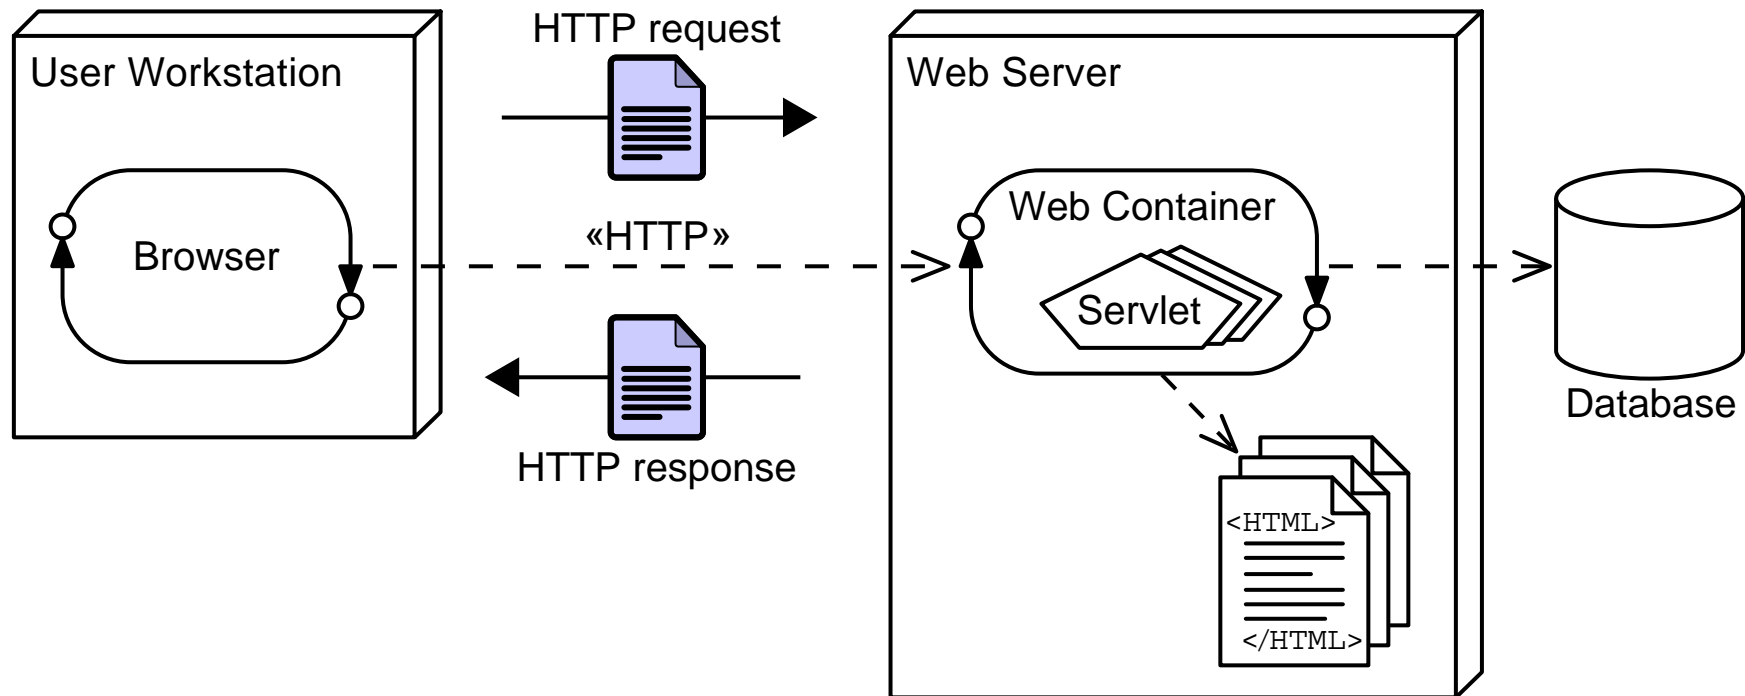 User Workstation
Browser
HTTP request
«HTTP»
HTTP response
Web Server
Web Container
Servlet
<HTML>
</HTML>
Database